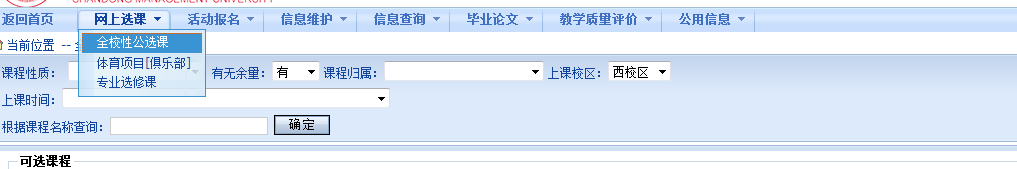 SHANDONG MANAGEMENT UNIVERSITY
返回首页 网上选课 活动报名 信息维护 信息查询 毕业论文 教学质量评价 公用信息
全校性公选课
当前位置 --
体育项目[俱乐部]
课程性质： 有无余量： 有 课程归属： 上课校区： 西校区
专业选修课
上课时间：
根据课程名称查询： 确定
可选课程